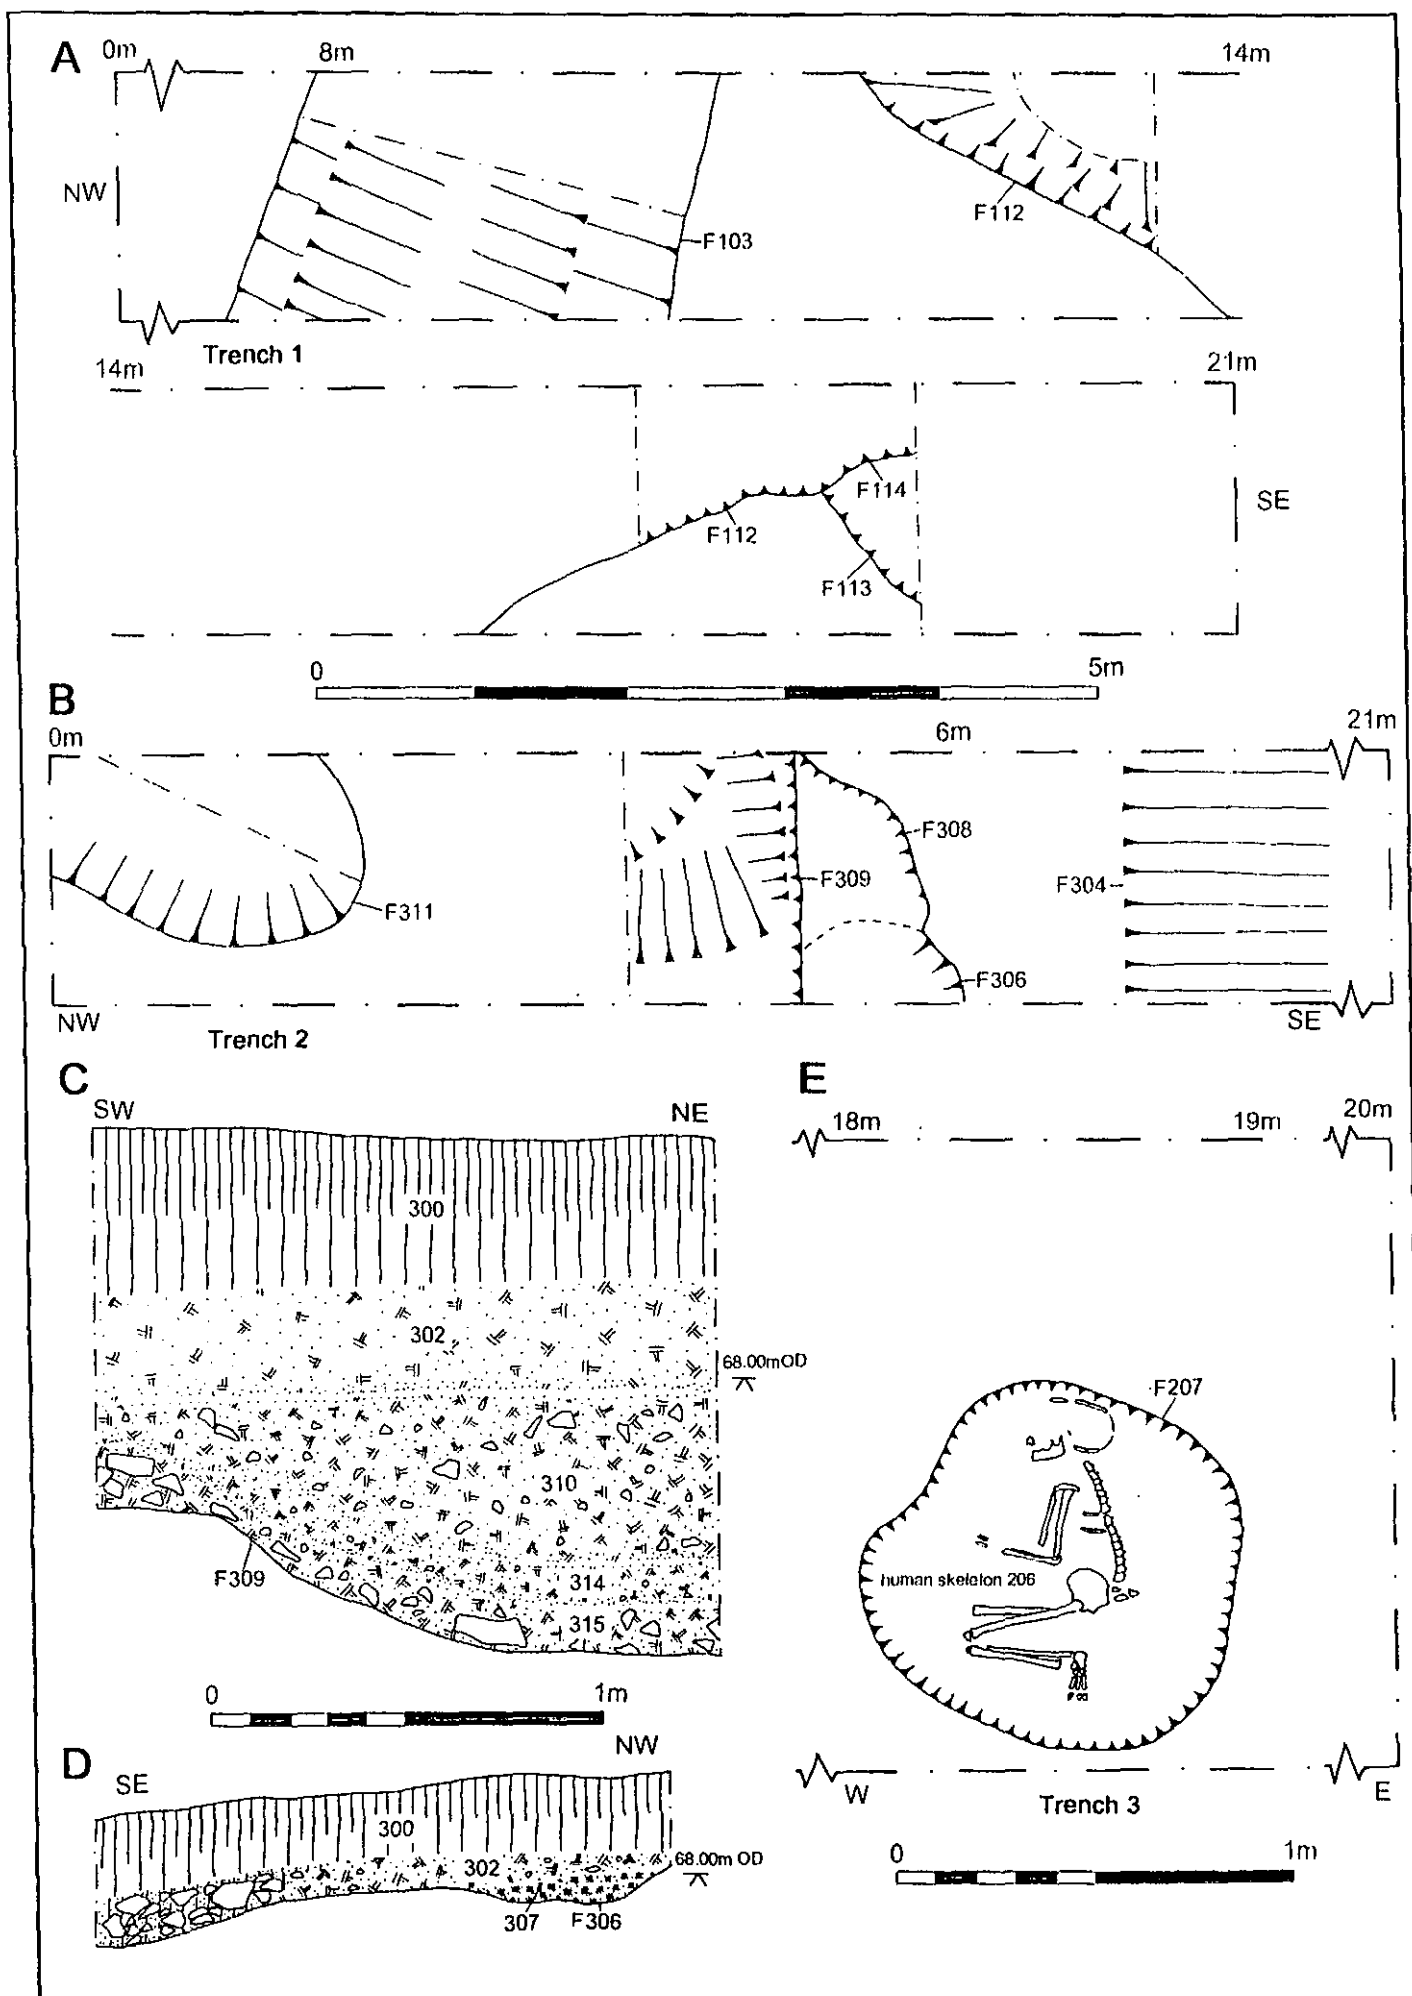 A
0m 8m 14m
NW
F112
F103
Trench 1
14m 21m
F114
SE
F112
F113
0 5m
B
0m 6m 21m
F308
F309
F304
F311
F306
NW SE
Trench 2
C
SW NE
300
302
68.00mOD
310
F309
314
315
0 1m
D
SE NW
300
302
68.00m OD
307 F306
E
18m 19m 20m
F207
human skeleton 206
W E
Trench 3
0 1m